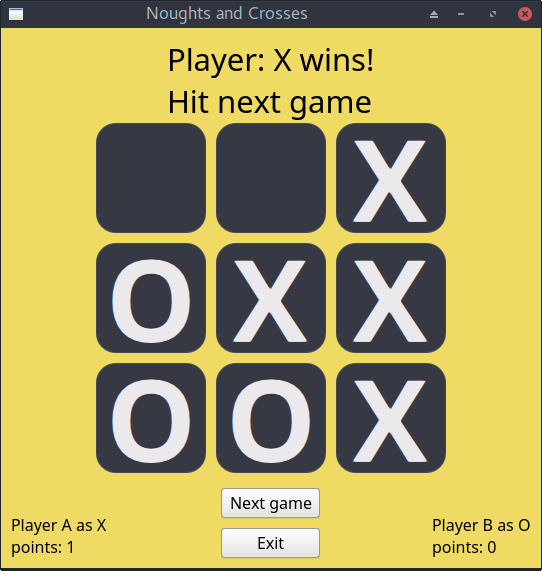 Noughts and Crosses
Player: X wins!
Hit next game
X
O X X
O O X
Next game
Player A as X
points: 1
Exit
Player B as O
points: 0